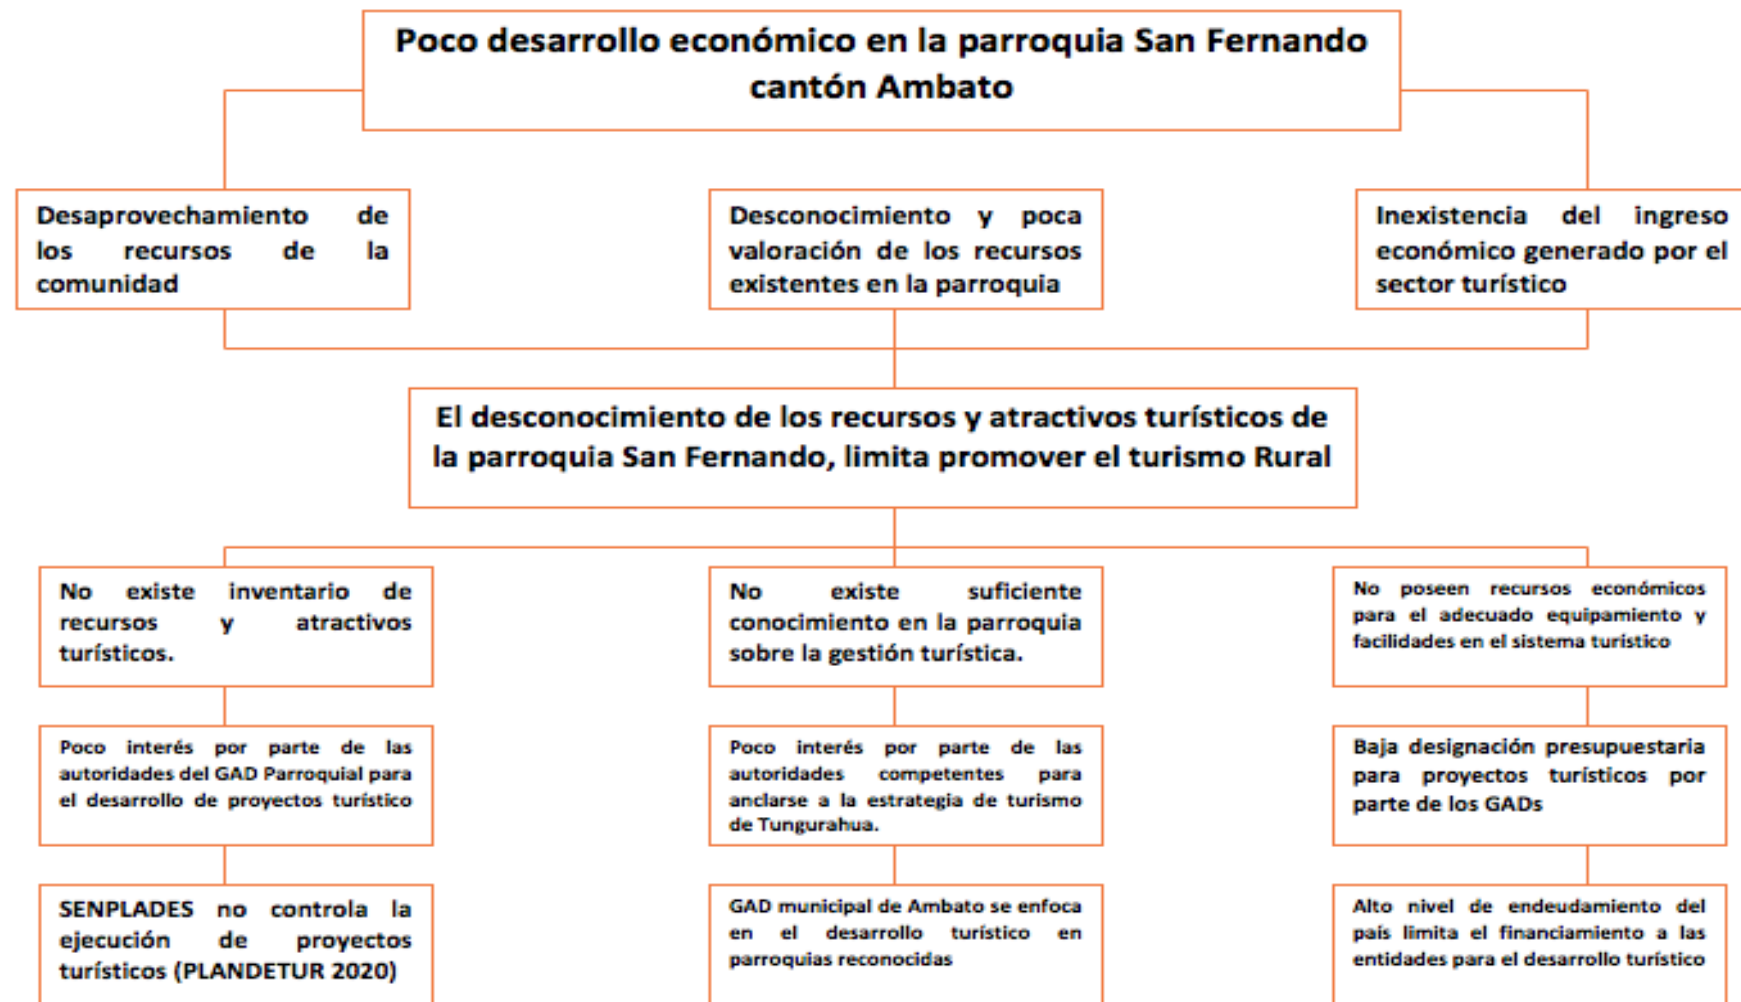 Poco desarrollo económico en la parroquia San Fernando
cantón Ambato
Desaprovechamiento de
los recursos de la
comunidad
Desconocimiento y poca
valoración de los recursos
existentes en la parroquia
Inexistencia del ingreso
económico generado por el
sector turístico
El desconocimiento de los recursos y atractivos turísticos de
la parroquia San Fernando, limita promover el turismo Rural
No existe inventario de
recursos y atractivos
turísticos.
No existe suficiente
conocimiento en la parroquia
sobre la gestión turística.
No poseen recursos económicos
para el adecuado equipamiento y
facilidades en el sistema turístico
Poco interés por parte de las
autoridades del GAD Parroquial para
el desarrollo de proyectos turístico
Poco interés por parte de las
autoridades competentes para
anclarse a la estrategia de turismo
de Tungurahua.
Baja designación presupuestaria
para proyectos turísticos por
parte de los GADs
SENPLADES no controla la
ejecución de proyectos
turísticos (PLANDETUR 2020)
GAD municipal de Ambato se enfoca
en el desarrollo turístico en
parroquias reconocidas
Alto nivel de endeudamiento del
país limita el financiamiento a las
entidades para el desarrollo turístico